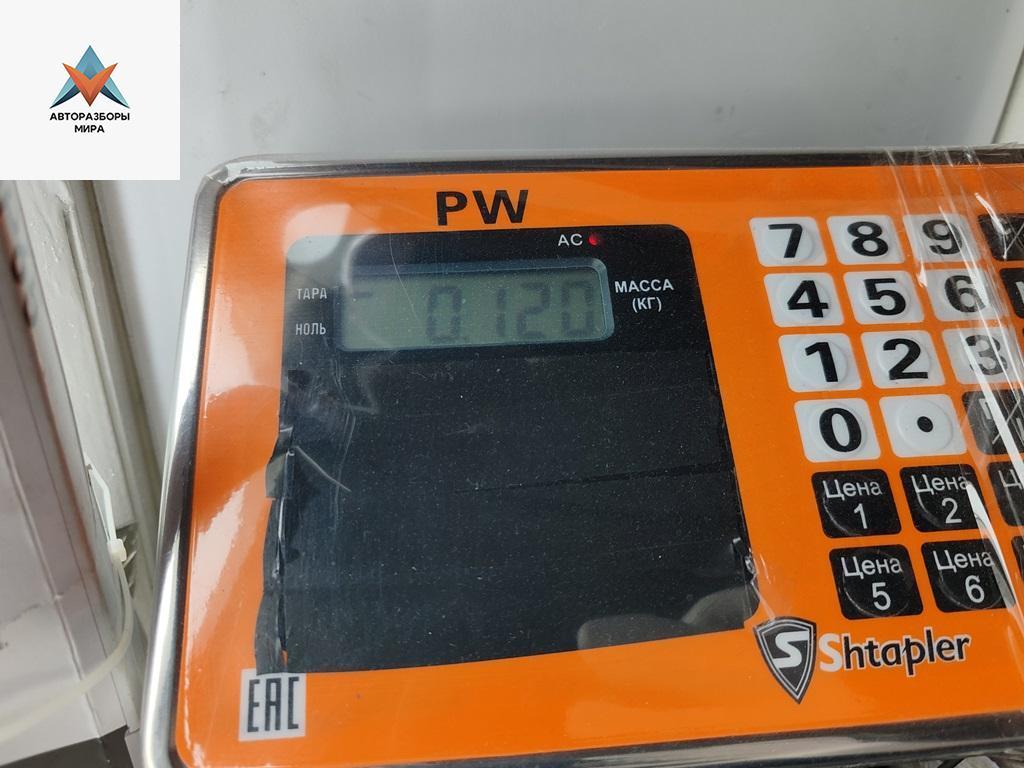 АВТОРАЗБОРЫ
МИРА
PW
AC
ТАРА
НОЛЬ
0.120
МАССА
(КГ)
7 8 9
4 5 6
1 2 3
0 .
Цена 1
Цена 2
Цена 5
Цена 6
S Shtapler
EAC